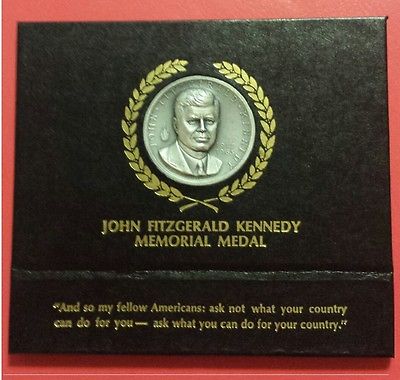 JOHN FITZGERALD KENNEDY
MEMORIAL MEDAL
"And so my fellow Americans: ask not what your country
can do for you— ask what you can do for your country."